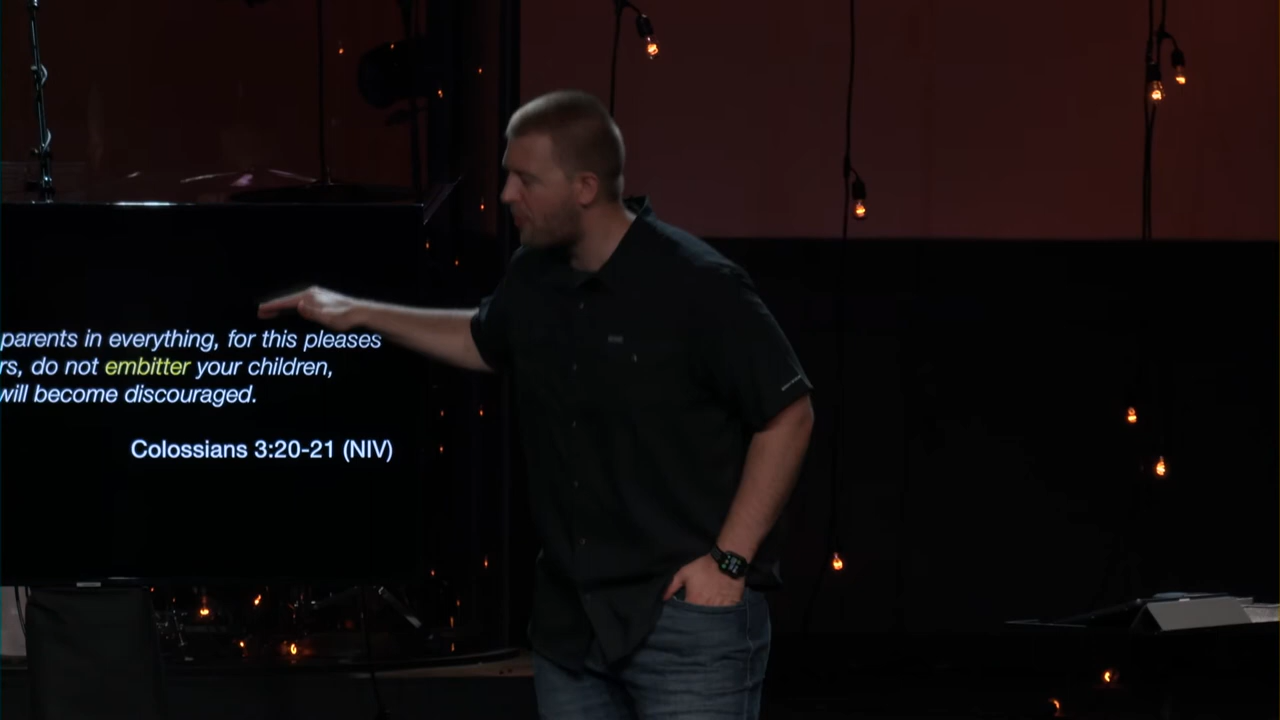 parents in everything, for this pleases
rs, do not embitter your children,
will become discouraged.
Colossians 3:20-21 (NIV)